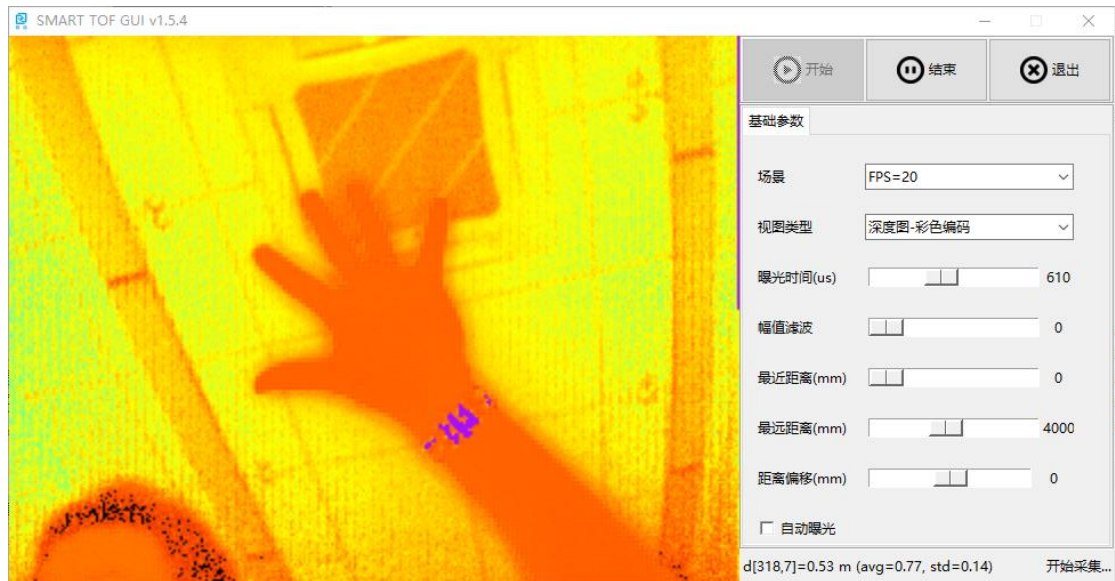 SMART TOF GUI v1.5.4
开始 结束 退出
基础参数
场景 FPS=20
视图类型 深度图-彩色编码
曝光时间(us) 610
幅值滤波 0
最近距离(mm) 0
最远距离(mm) 4000
距离偏移(mm) 0
自动曝光
d[318,7]=0.53 m (avg=0.77, std=0.14) 开始采集...